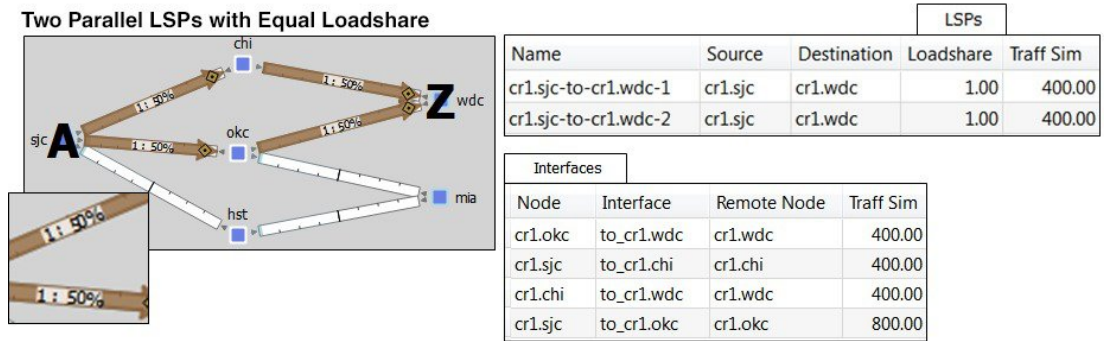 Two Parallel LSPs with Equal Loadshare
chi
1: 50%
1: 50%
Z
wdc
sjc
A
okc
1: 50%
1: 50%
hst
mia
1: 50%
1: 50%
LSPs
Name Source Destination Loadshare Traff Sim
cr1.sjc-to-cr1.wdc-1 cr1.sjc cr1.wdc 1.00 400.00
cr1.sjc-to-cr1.wdc-2 cr1.sjc cr1.wdc 1.00 400.00
Interfaces
Node Interface Remote Node Traff Sim
cr1.okc to_cr1.wdc cr1.wdc 400.00
cr1.sjc to_cr1.chi cr1.chi 400.00
cr1.chi to_cr1.wdc cr1.wdc 400.00
cr1.sjc to_cr1.okc cr1.okc 800.00